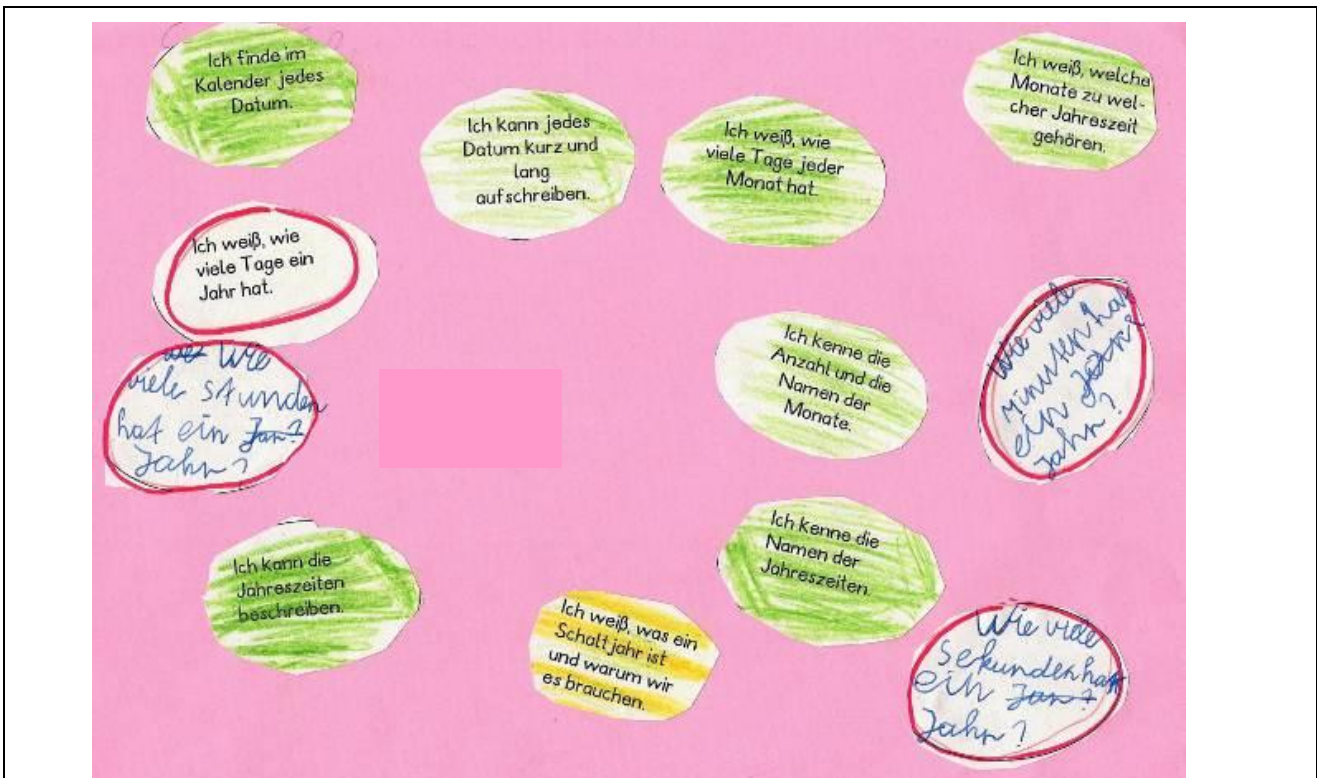 Ich finde im
Kalender jedes
Datum.
Ich kann jedes
Datum kurz und
lang
aufschreiben.
Ich weiß, wie
viele Tage jeder
Monat hat.
Ich weiß, welche
Monate zu wel-
cher Jahreszeit
gehören.
Ich weiß, wie
viele Tage ein
Jahr hat.
Wie
viele stunden
hat ein Jan?
Jahr?
Ich kenne die
Anzahl und die
Namen der
Monate.
Wie viele
Minuten hat
ein
Jahr?
Ich kann die
Jahreszeiten
beschreiben.
Ich weiß, was ein
Schaltjahr ist
und warum wir
es brauchen.
Ich kenne die
Namen der
Jahreszeiten.
Wie viele
Sekunden hat
ein Jan?
Jahr?